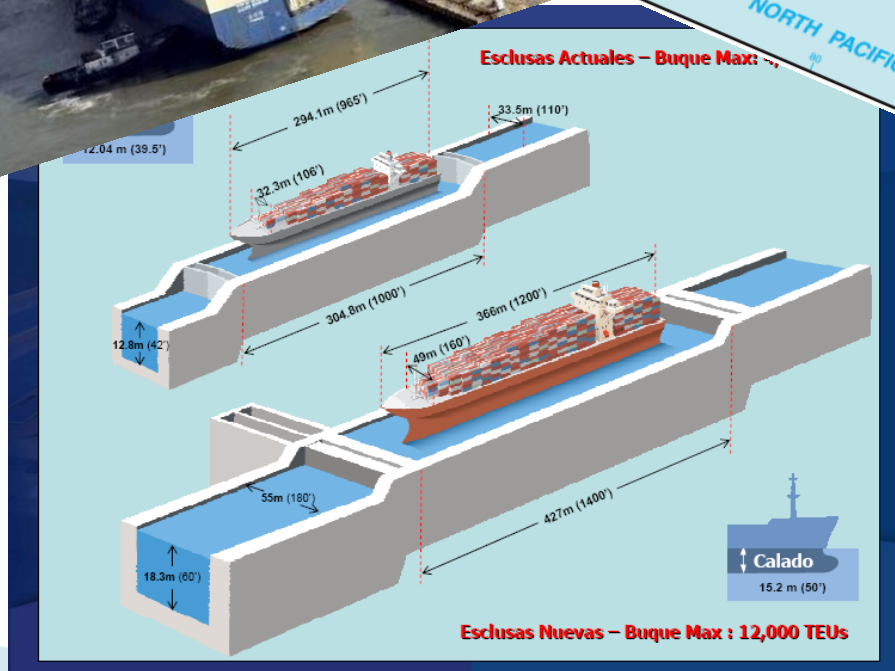 NORTH PACIFIC
80
Esclusas Actuales – Buque Max:
294.1m (965')
33.5m (110')
12.04 m (39.5')
32.3m (106')
304.8m (1000')
366m (1200')
12.8m (42')
49m (160')
55m (180')
427m (1400')
Calado
18.3m (60')
15.2 m (50')
Esclusas Nuevas – Buque Max : 12,000 TEUs